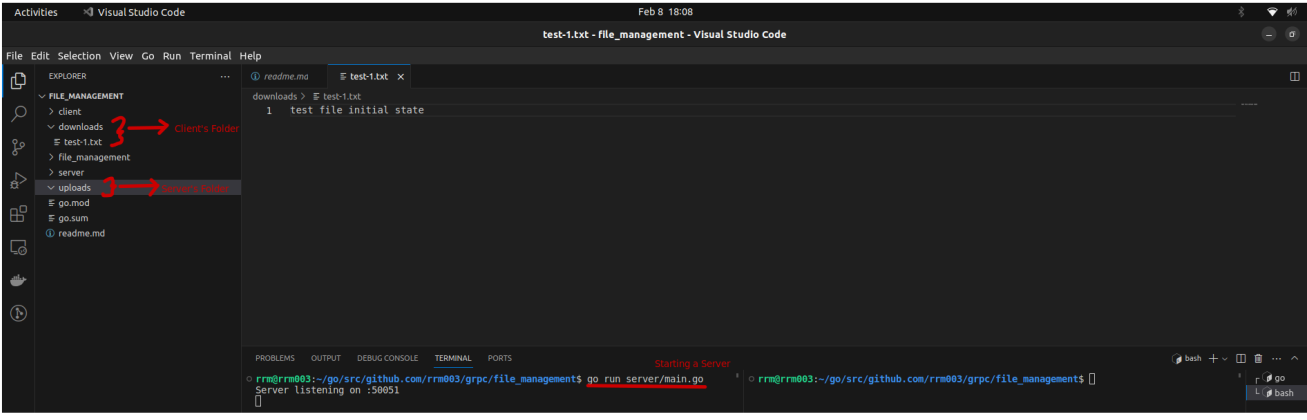 Activities Visual Studio Code Feb 8 18:08
test-1.txt - file_management - Visual Studio Code
File Edit Selection View Go Run Terminal Help
EXPLORER ...
FILE_MANAGEMENT
client
downloads
test-1.txt
Client's Folder
file_management
server
uploads
go.mod
go.sum
readme.md
readme.md test-1.txt
downloads > test-1.txt
1 test file initial state
PROBLEMS OUTPUT DEBUG CONSOLE TERMINAL PORTS
Starting a Server
bash
rrm@rrm003:~/go/src/github.com/rrm003/grpc/file_management$ go run server/main.go
Server listening on :50051
rrm@rrm003:~/go/src/github.com/rrm003/grpc/file_management$
go
bash